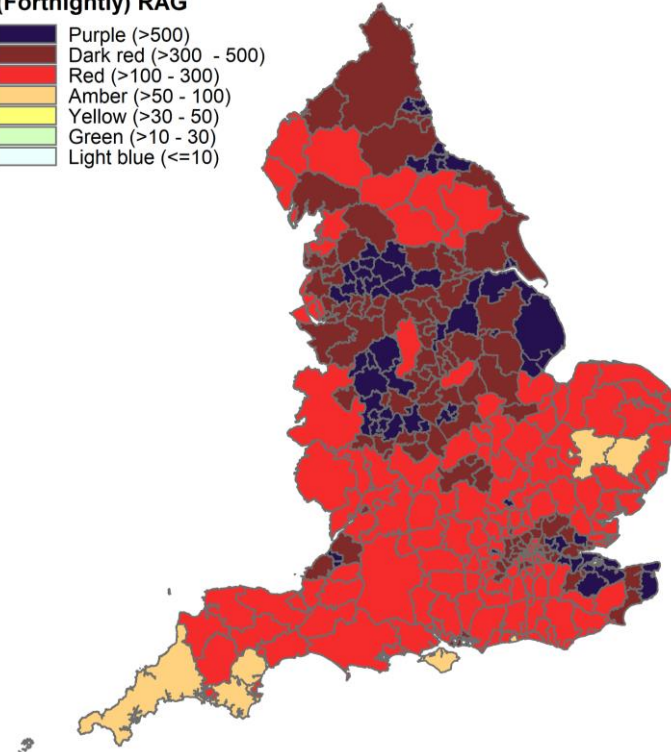 (Fortnightly) RAG
Purple (>500)
Dark red (>300 - 500)
Red (>100 - 300)
Amber (>50 - 100)
Yellow (>30 - 50)
Green (>10 - 30)
Light blue (<=10)